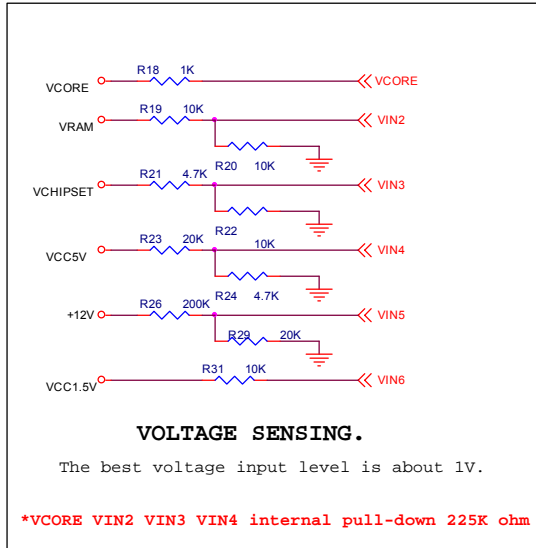 R18 1K
VCORE VCORE
R19 10K
VRAM VIN2
R20 10K
R21 4.7K
VCHIPSET VIN3
R22 10K
R23 20K
VCC5V VIN4
R24 4.7K
R26 200K
+12V VIN5
R29 20K
R31 10K
VCC1.5V VIN6
VOLTAGE SENSING.
The best voltage input level is about 1V.
*VCORE VIN2 VIN3 VIN4 internal pull-down 225K ohm